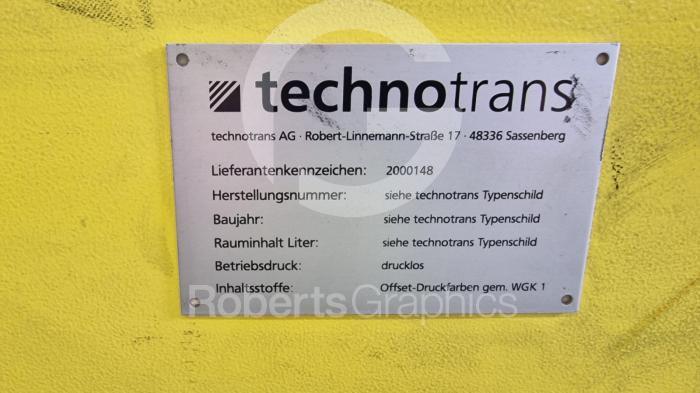 technotrans
technotrans AG · Robert-Linnemann-Straße 17 · 48336 Sassenberg
Lieferantenkennzeichen: 2000148
Herstellungsnummer: siehe technotrans Typenschild
Baujahr: siehe technotrans Typenschild
Rauminhalt Liter: siehe technotrans Typenschild
Betriebsdruck: drucklos
Inhaltsstoffe: Offset-Druckfarben gem. WGK 1
RobertsGraphics